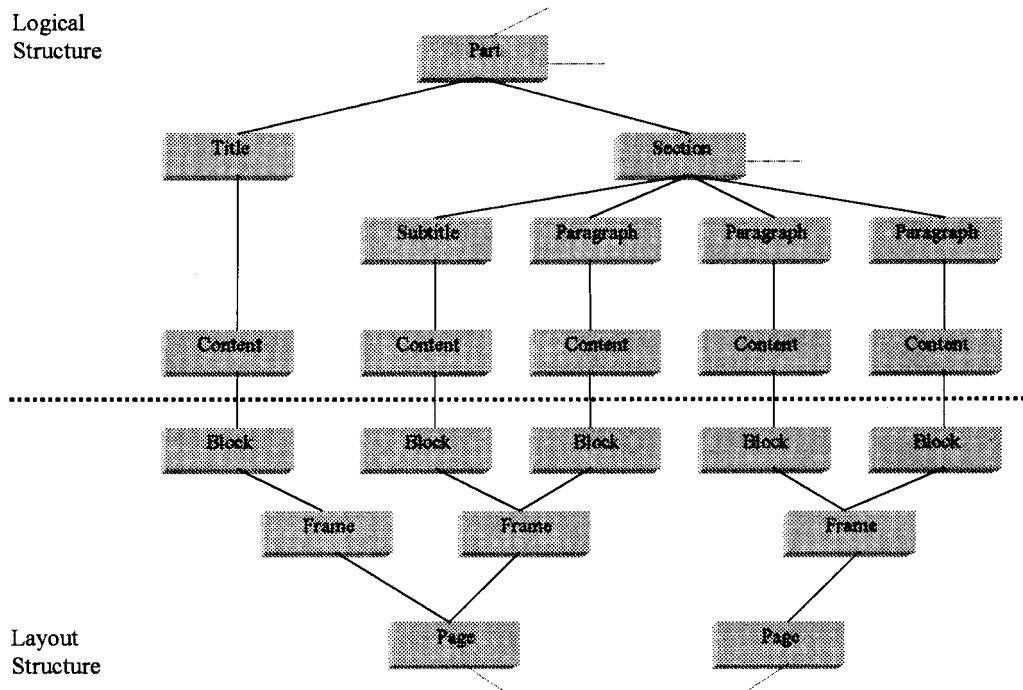 Logical
Structure
Part
Title
Section
Subtitle
Paragraph
Paragraph
Paragraph
Content
Content
Content
Content
Content
Block
Block
Block
Block
Block
Frame
Frame
Frame
Layout
Structure
Page
Page